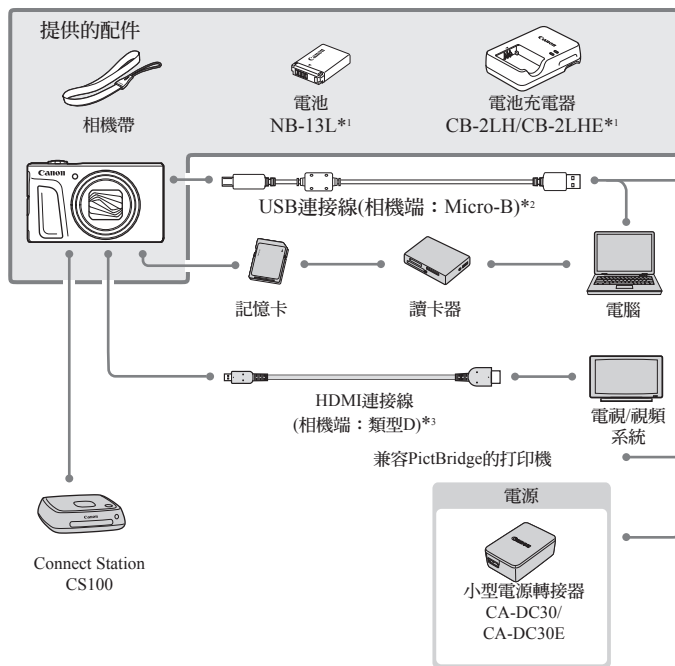 提供的配件
相機帶
電池
NB-13L*1
電池充電器
CB-2LH/CB-2LHE*1
Canon
USB連接線(相機端：Micro-B)*2
記憶卡
讀卡器
電腦
HDMI連接線
(相機端：類型D)*3
電視/視頻
系統
兼容PictBridge的打印機
Canon
Connect Station
CS100
電源
小型電源轉接器
CA-DC30/
CA-DC30E